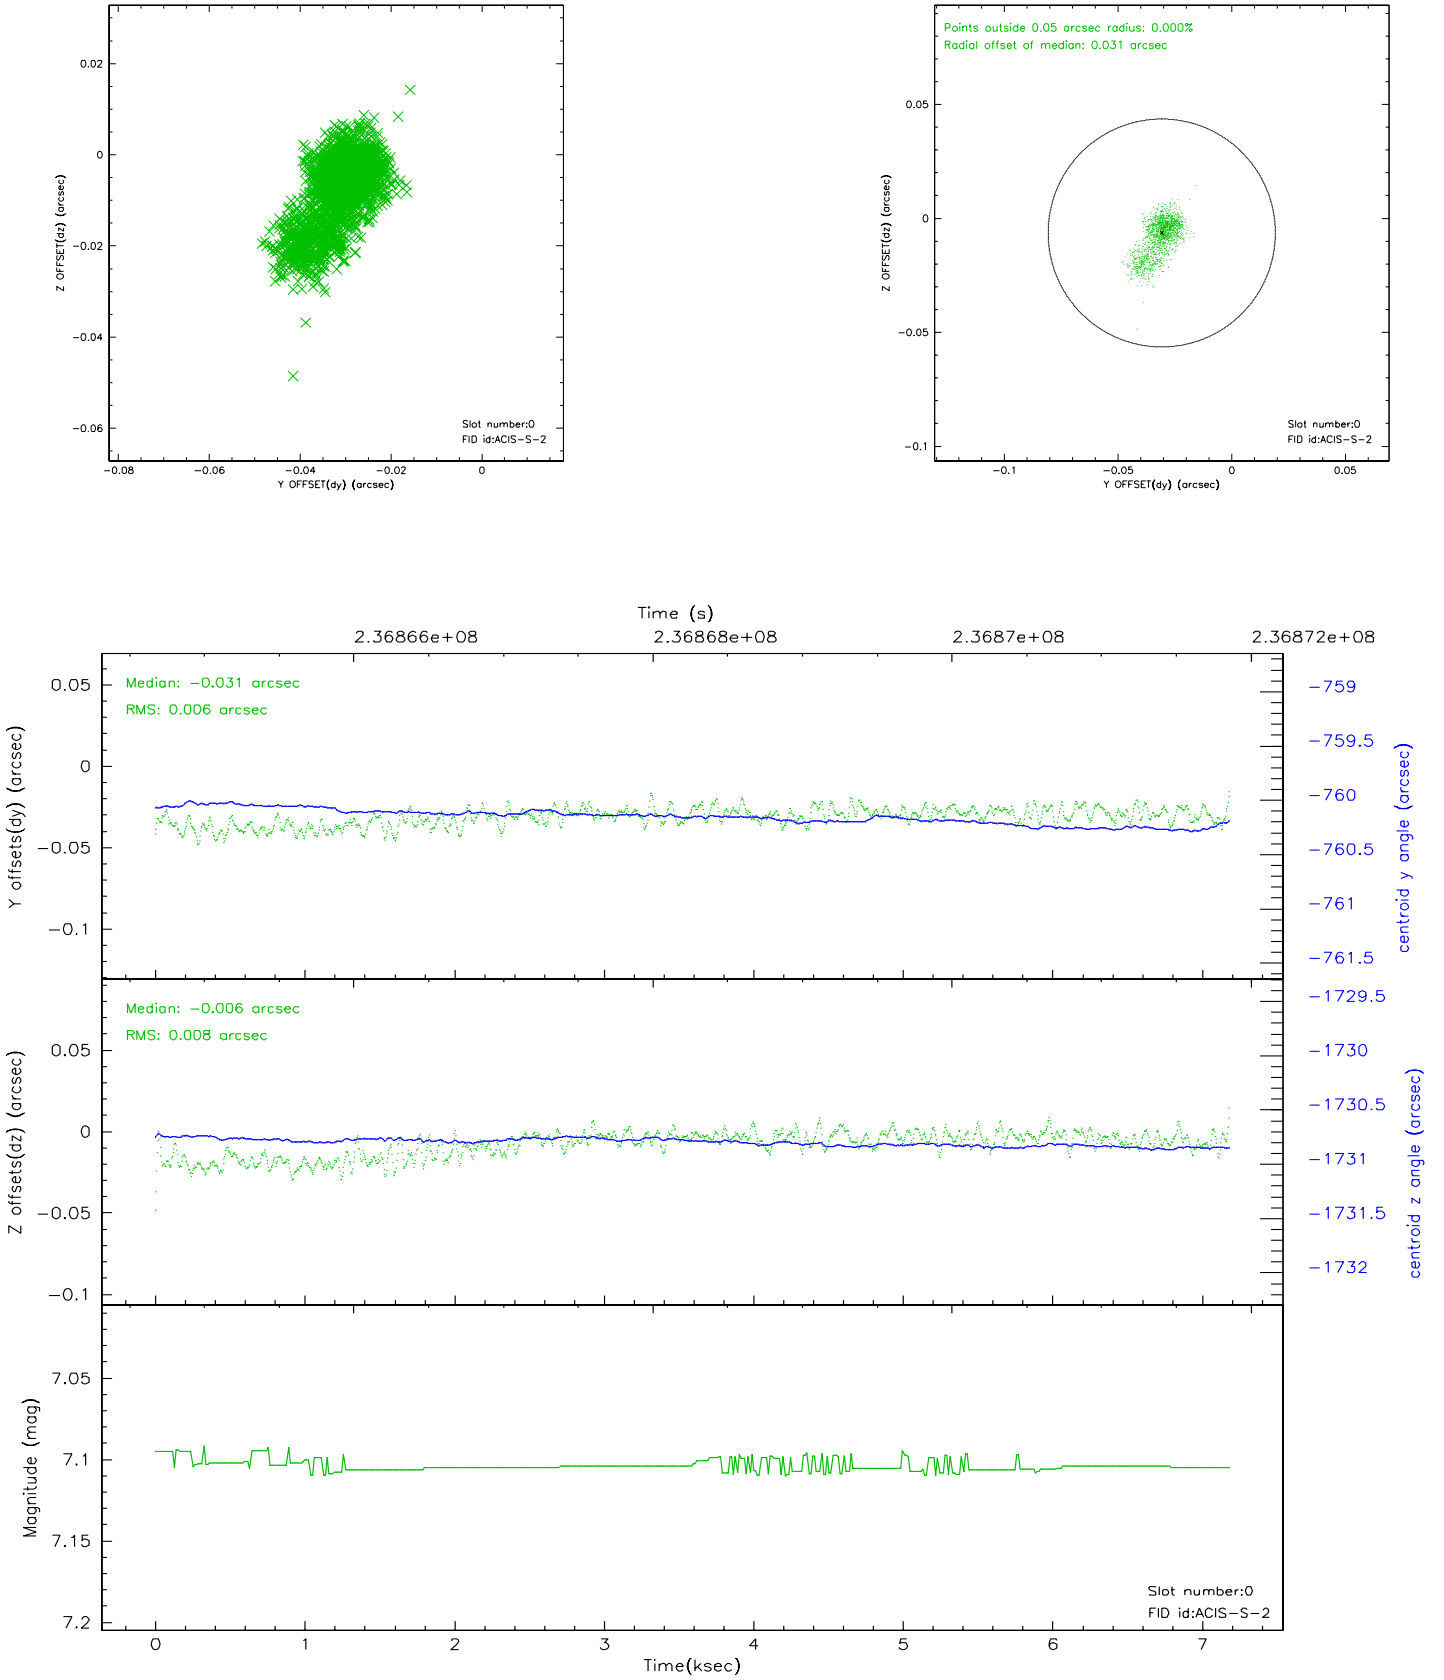 0.02
0
-0.02
-0.04
-0.06
Z OFFSET(dz) (arcsec)
Slot number:0
FID id:ACIS-S-2
-0.08 -0.06 -0.04 -0.02 0
Y OFFSET(dy) (arcsec)
Points outside 0.05 arcsec radius: 0.000%
Radial offset of median: 0.031 arcsec
0.05
0
-0.05
-0.1
Z OFFSET(dz) (arcsec)
Slot number:0
FID id:ACIS-S-2
-0.1 -0.05 0 0.05
Y OFFSET(dy) (arcsec)
Time (s)
2.36866e+08 2.36868e+08 2.3687e+08 2.36872e+08
Median: -0.031 arcsec
RMS: 0.006 arcsec
0.05
0
-0.05
-0.1
Y offsets(dy) (arcsec)
-759
-759.5
-760
-760.5
-761
-761.5
centroid y angle (arcsec)
Median: -0.006 arcsec
RMS: 0.008 arcsec
0.05
0
-0.05
-0.1
Z offsets(dz) (arcsec)
-1729.5
-1730
-1730.5
-1731
-1731.5
-1732
centroid z angle (arcsec)
7.05
7.1
7.15
7.2
Magnitude (mag)
Slot number:0
FID id:ACIS-S-2
0 1 2 3 4 5 6 7
Time(ksec)